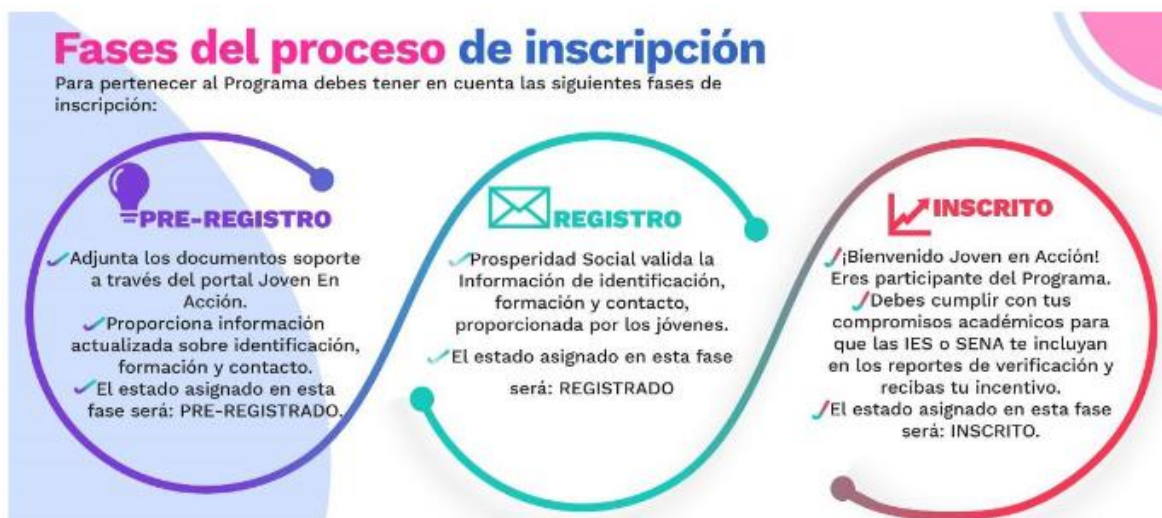 Fases del proceso de inscripción
Para pertenecer al Programa debes tener en cuenta las siguientes fases de
inscripción:
PRE-REGISTRO
Adjunta los documentos soporte
a través del portal Joven En
Acción.
Proporciona información
actualizada sobre identificación,
formación y contacto.
El estado asignado en esta
fase será: PRE-REGISTRADO.
REGISTRO
Prosperidad Social valida la
Información de identificación,
formación y contacto,
proporcionada por los jóvenes.
El estado asignado en esta fase
será: REGISTRADO
INSCRITO
¡Bienvenido Joven en Acción!
Eres participante del Programa.
Debes cumplir con tus
compromisos académicos para
que las IES o SENA te incluyan
en los reportes de verificación y
recibas tu incentivo.
El estado asignado en esta fase
será: INSCRITO.